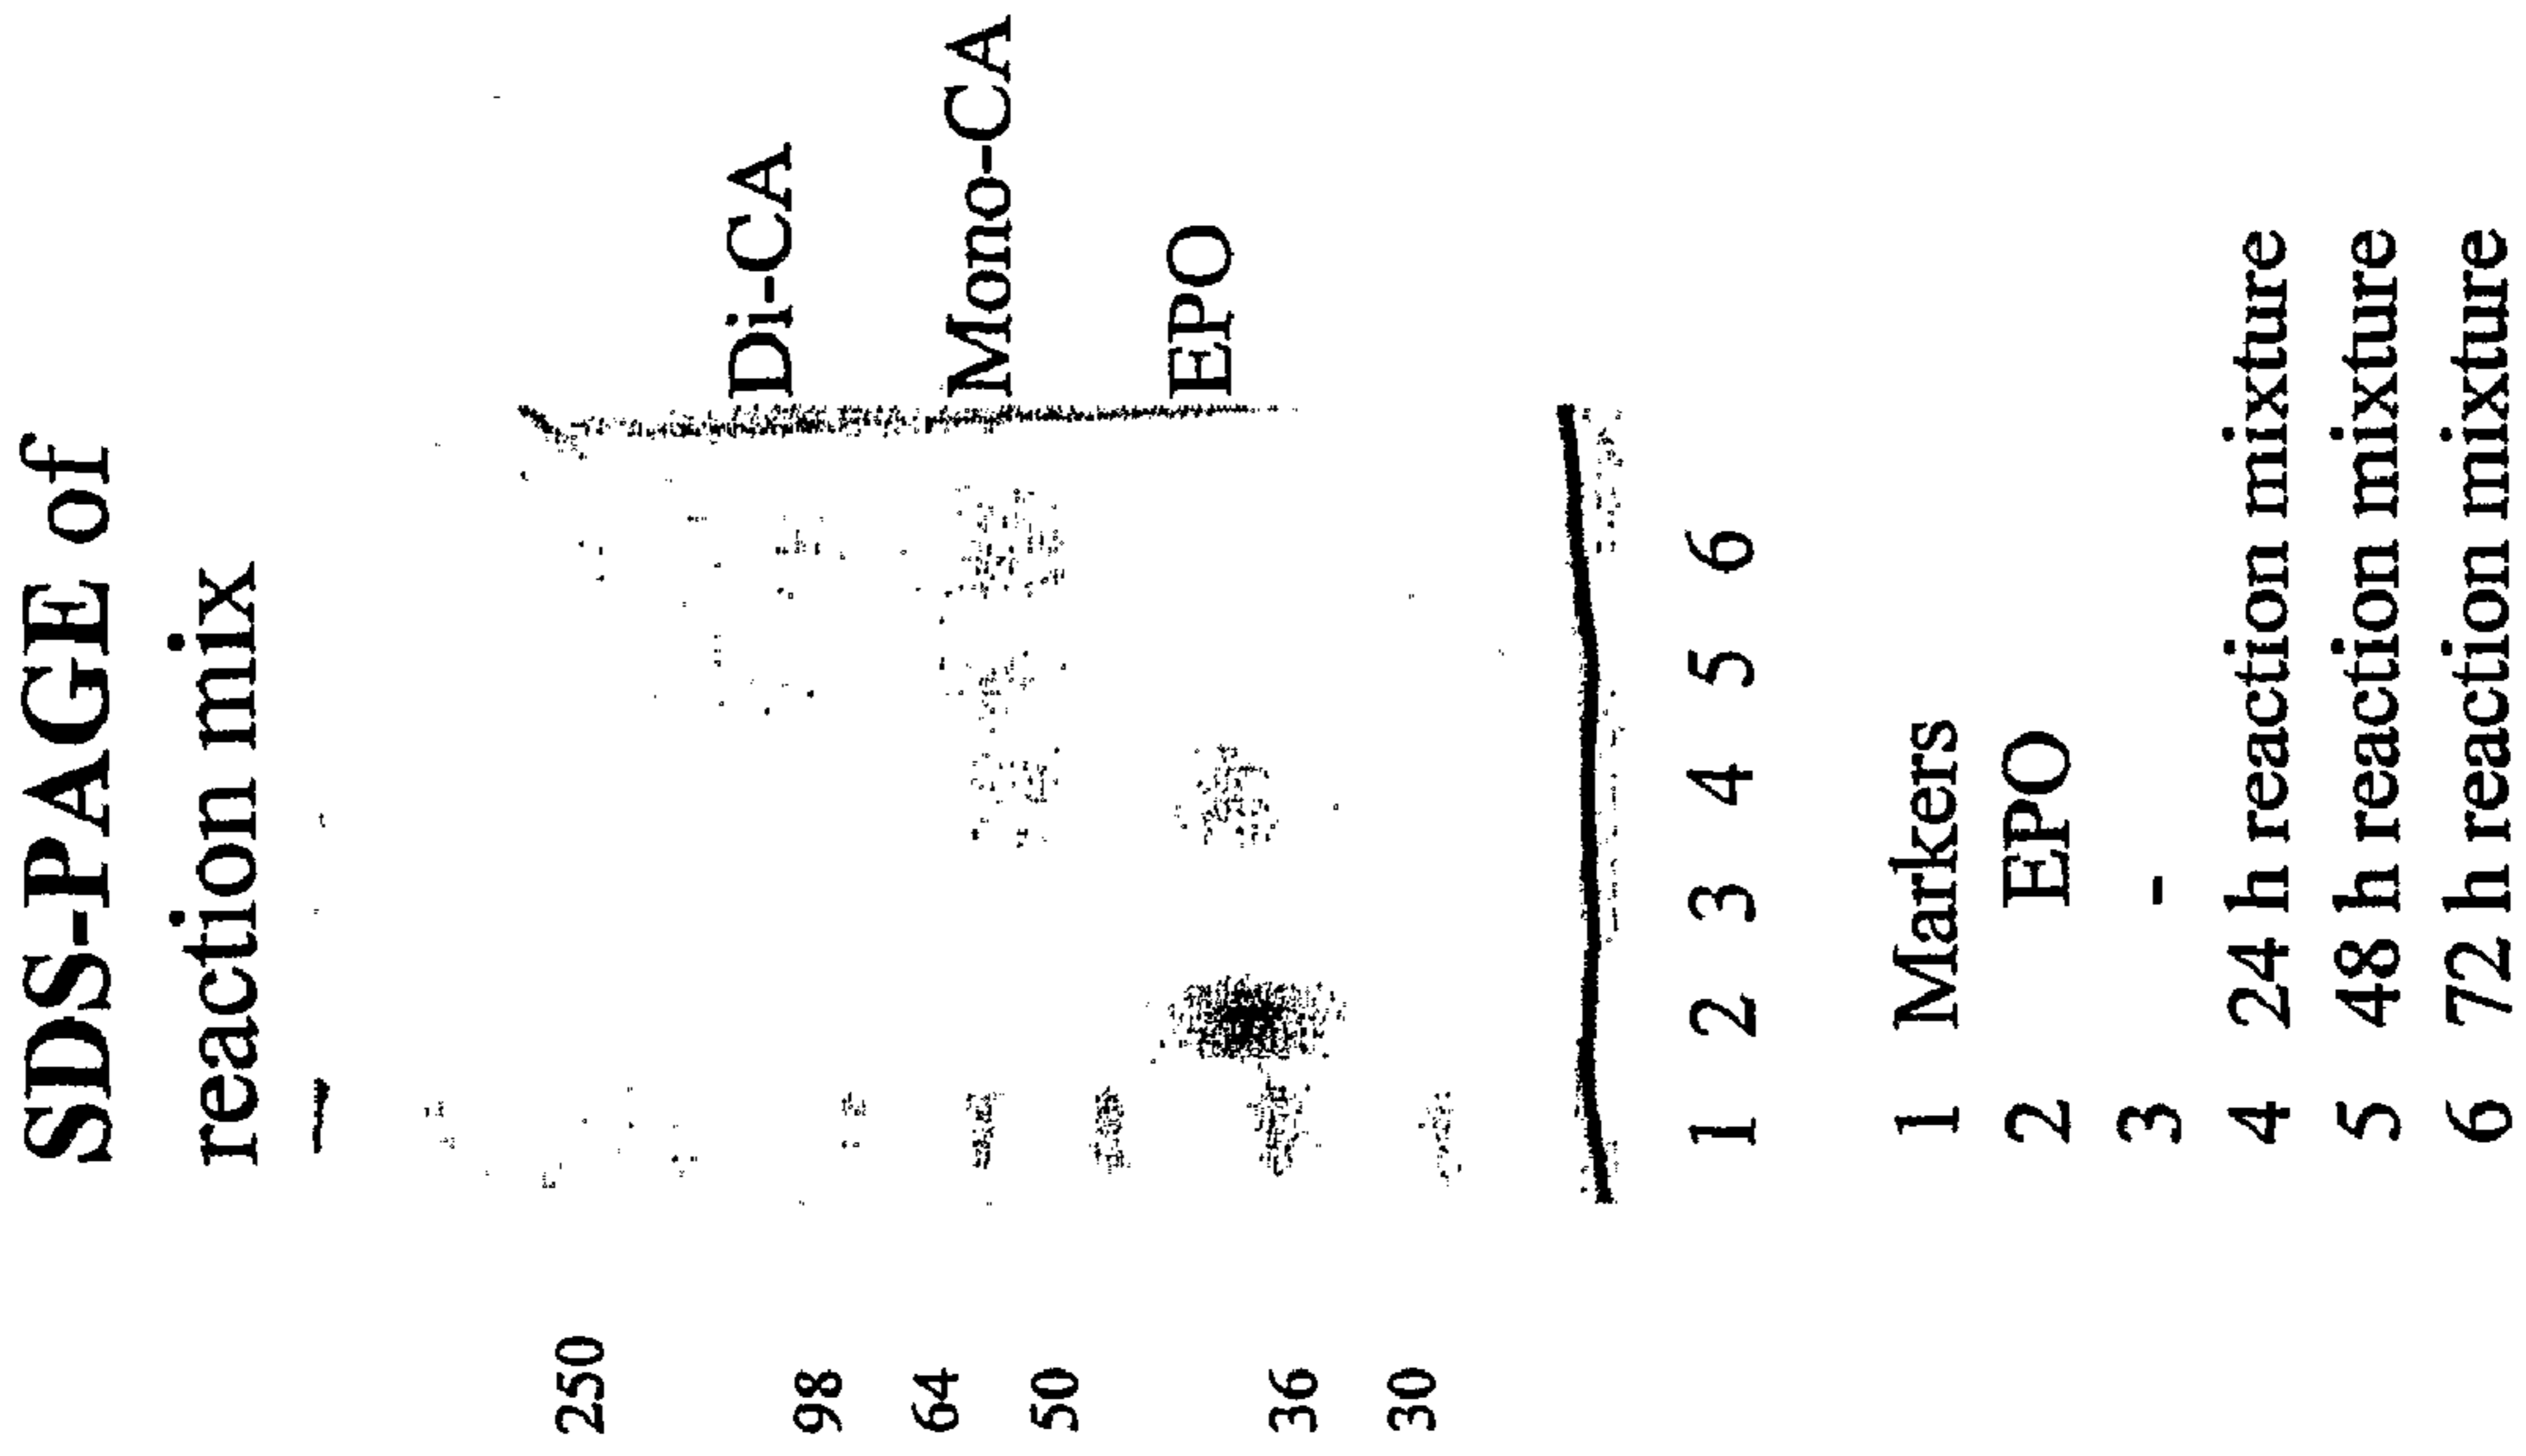 SDS-PAGE of
reaction mix
250
98
64
50
36
30
Di-CA
Mono-CA
EPO
1 2 3 4 5 6
1 Markers
2 EPO
3 -
4 24 h reaction mixture
5 48 h reaction mixture
6 72 h reaction mixture